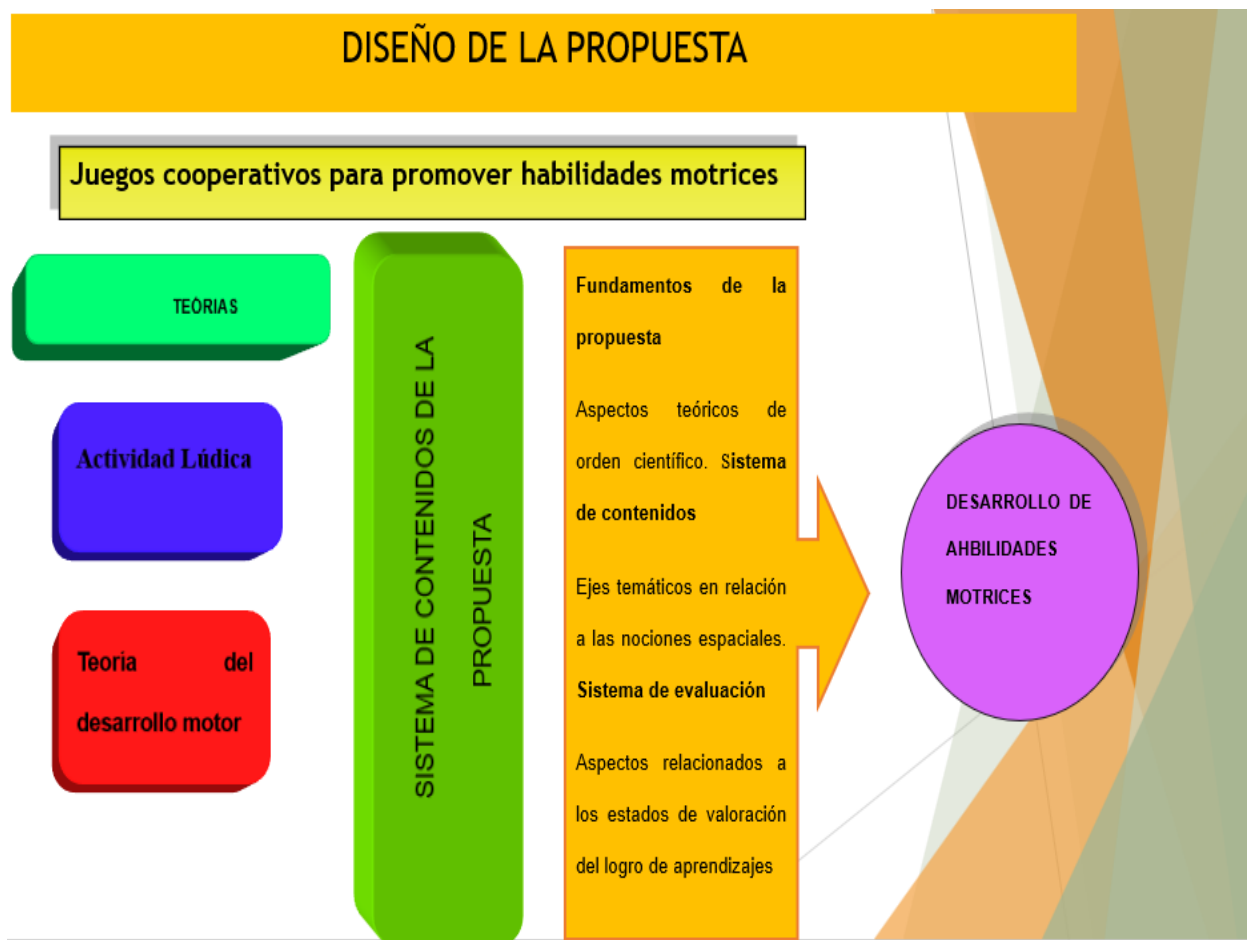 DISEÑO DE LA PROPUESTA
Juegos cooperativos para promover habilidades motrices
TEÓRIAS
Actividad Lúdica
Teoria del
desarrollo motor
SISTEMA DE CONTENIDOS DE LA
PROPUESTA
Fundamentos de la
propuesta
Aspectos teóricos de
orden científico. Sistema
de contenidos
Ejes temáticos en relación
a las nociones espaciales.
Sistema de evaluación
Aspectos relacionados a
los estados de valoración
del logro de aprendizajes
DESARROLLO DE
AHBILIDADES
MOTRICES